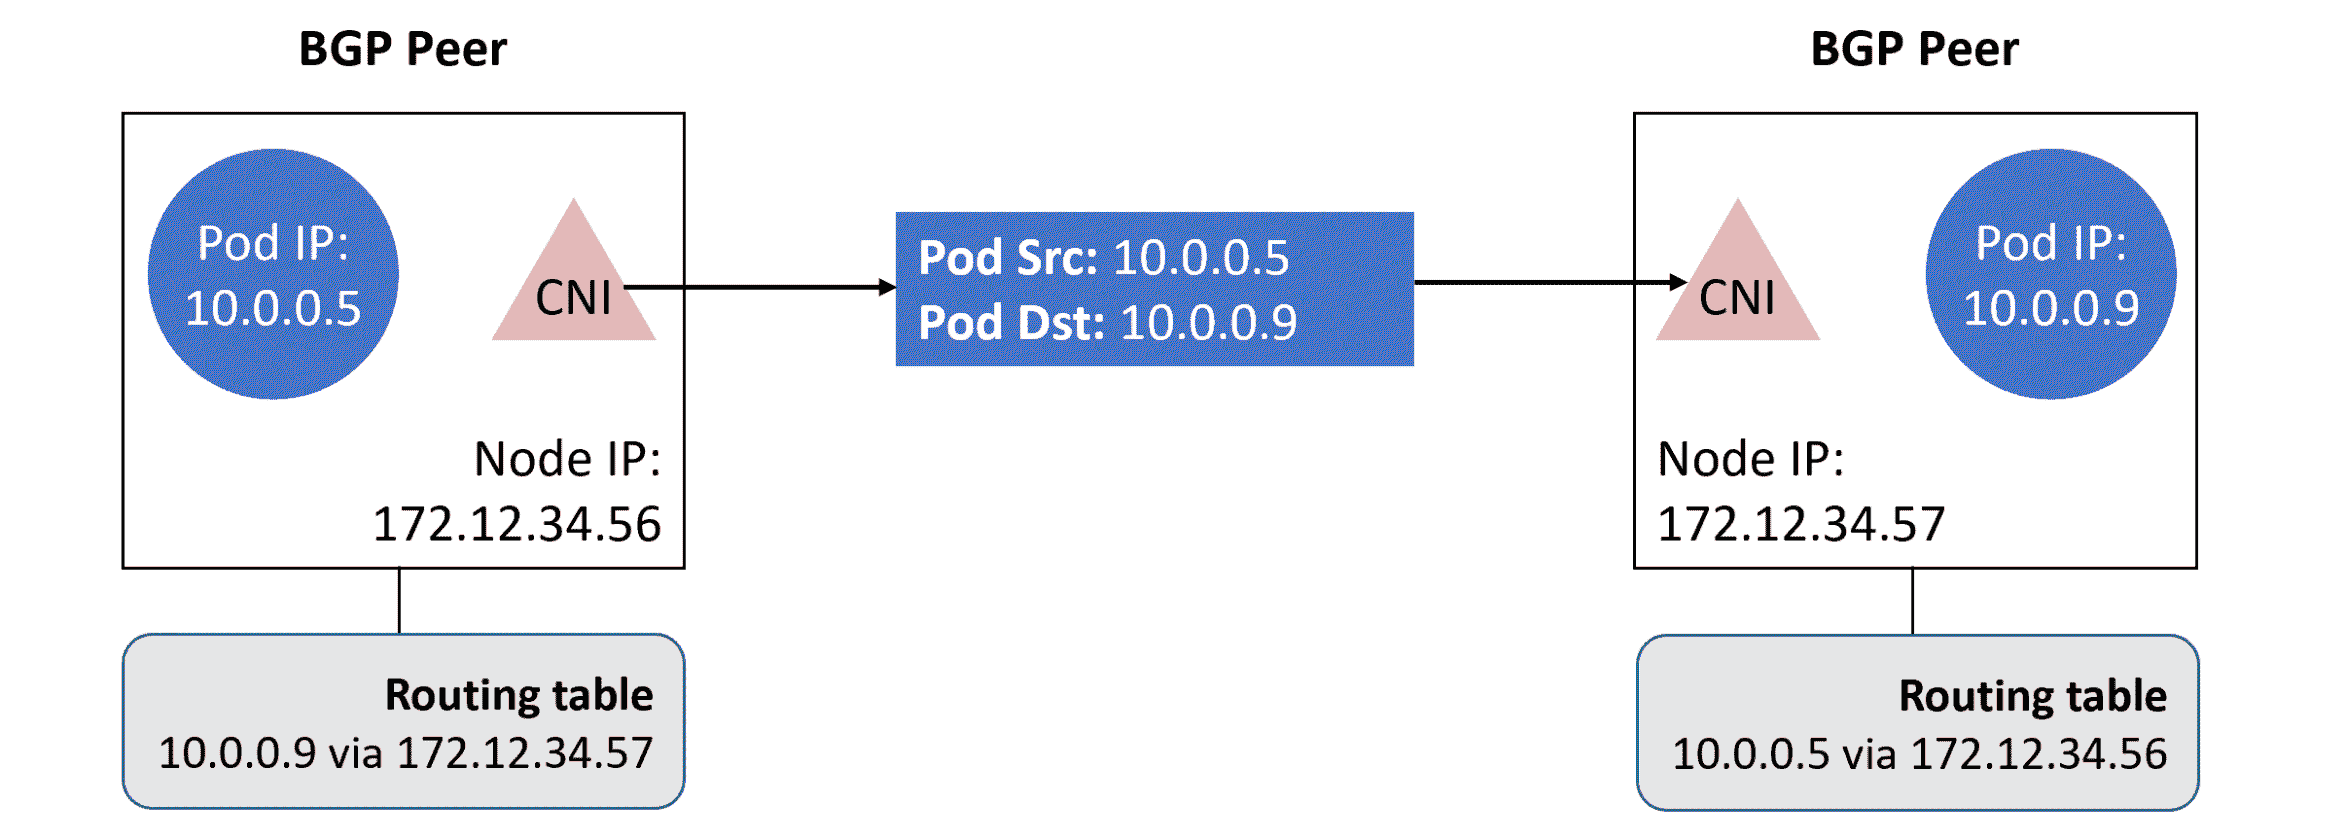 BGP Peer
Pod IP:
10.0.0.5
CNI
Node IP:
172.12.34.56
Routing table
10.0.0.9 via 172.12.34.57
Pod Src: 10.0.0.5
Pod Dst: 10.0.0.9
BGP Peer
CNI
Pod IP:
10.0.0.9
Node IP:
172.12.34.57
Routing table
10.0.0.5 via 172.12.34.56